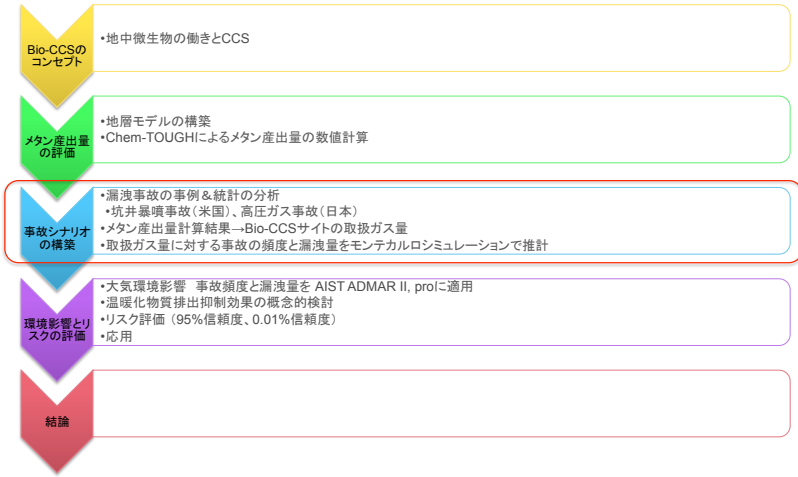 Bio-CCSの
コンセプト
•地中微生物の働きとCCS
メタン産出量
の評価
•地層モデルの構築
•Chem-TOUGHによるメタン産出量の数値計算
事故シナリオ
の構築
•漏洩事故の事例＆統計の分析
•坑井暴噴事故（米国）、高圧ガス事故（日本）
•メタン産出量計算結果→Bio-CCSサイトの取扱ガス量
•取扱ガス量に対する事故の頻度と漏洩量をモンテカルロシミュレーションで推計
環境影響とリ
スクの評価
•大気環境影響　事故頻度と漏洩量を AIST ADMAR II, proに適用
•温暖化物質排出抑制効果の概念的検討
•リスク評価（95%信頼度、0.01%信頼度）
•応用
結論